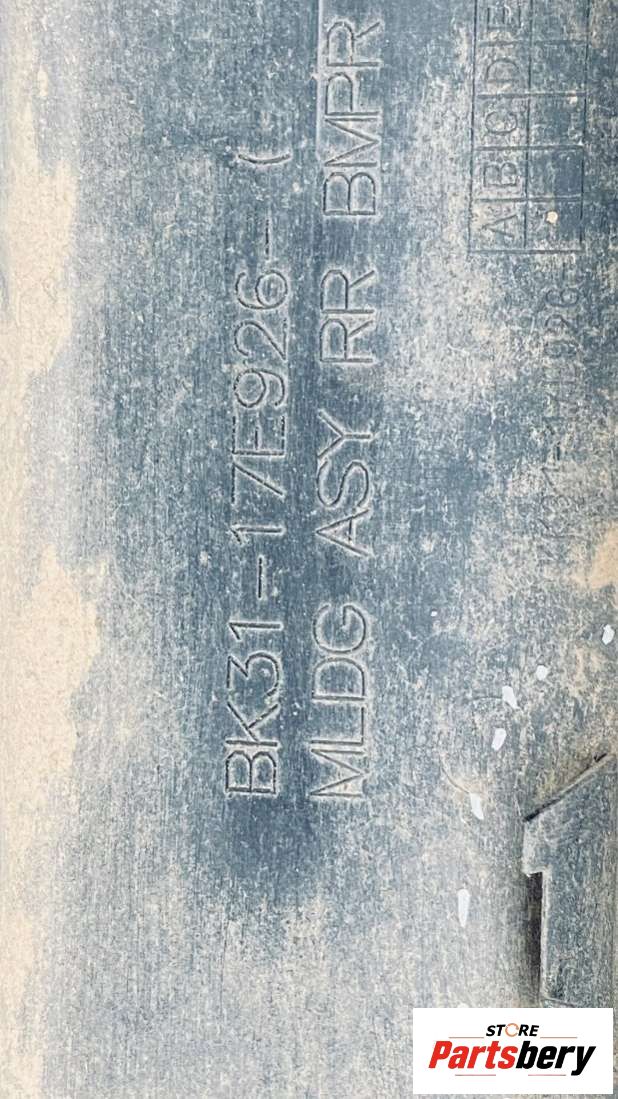 BK31-17E926-(
MLDG ASY RR BMPR
A B C D E
STORE
Partsbery